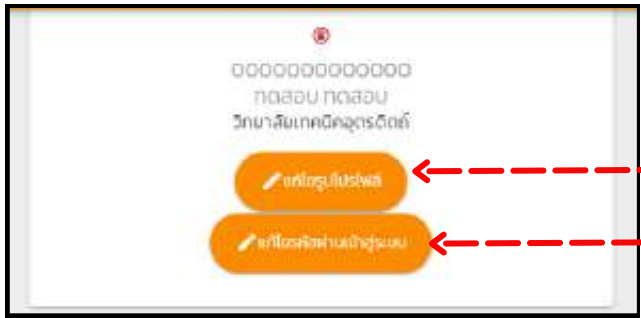 0000000000000
ทดสอบ ทดสอบ
วิทยาลัยเทคนิคอุตรดิตถ์
แก้ไขรูปโปรไฟล์
แก้ไขรหัสผ่านเข้าสู่ระบบ